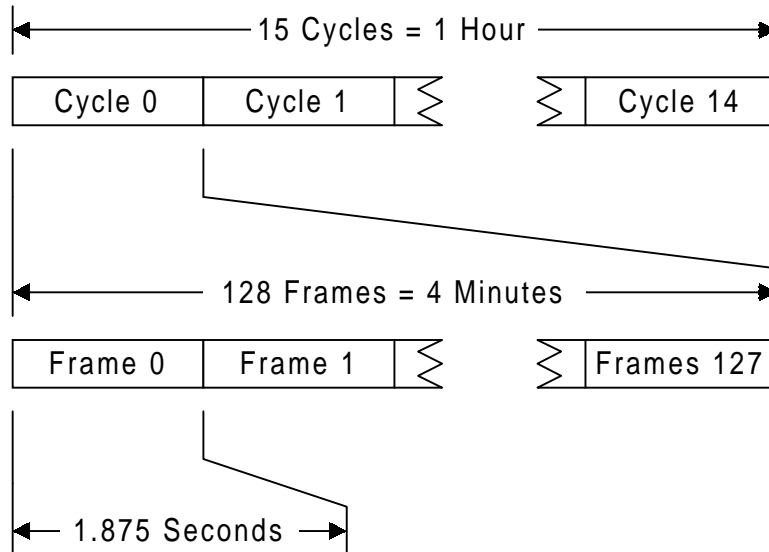 15 Cycles = 1 Hour
Cycle 0 Cycle 1 Cycle 14
128 Frames = 4 Minutes
Frame 0 Frame 1 Frames 127
1.875 Seconds